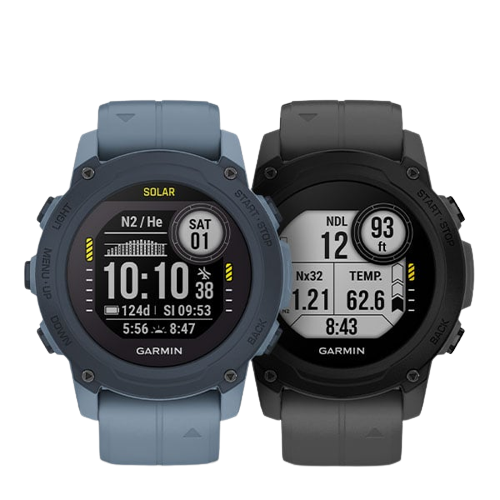 SOLAR
LIGHT
START·STOP
MENU·UP
DOWN
BACK
N2 / He
SAT
01
10:10 38
124d SI 09:53
5:56 8:47
GARMIN
START·STOP
BACK
NDL
12
93
ft
Nx32
1.21
TEMP.
62.6
8:43
GARMIN